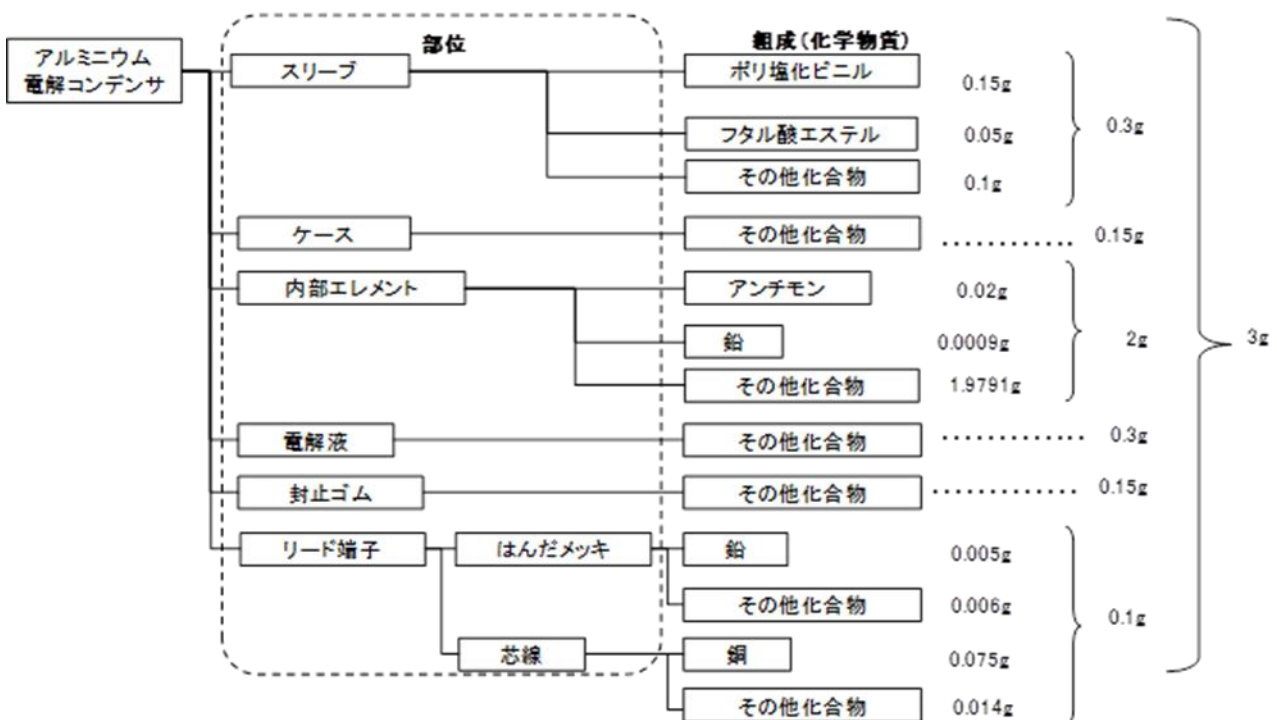 部位
組成(化学物質)
アルミニウム
電解コンデンサ
スリーブ
ポリ塩化ビニル
0.15g
フタル酸エステル
0.05g
0.3g
その他化合物
0.1g
ケース
その他化合物
0.15g
内部エレメント
アンチモン
0.02g
鉛
0.0009g
2g
3g
その他化合物
1.9791g
電解液
その他化合物
0.3g
封止ゴム
その他化合物
0.15g
リード端子
はんだメッキ
鉛
0.005g
その他化合物
0.006g
0.1g
芯線
銅
0.075g
その他化合物
0.014g